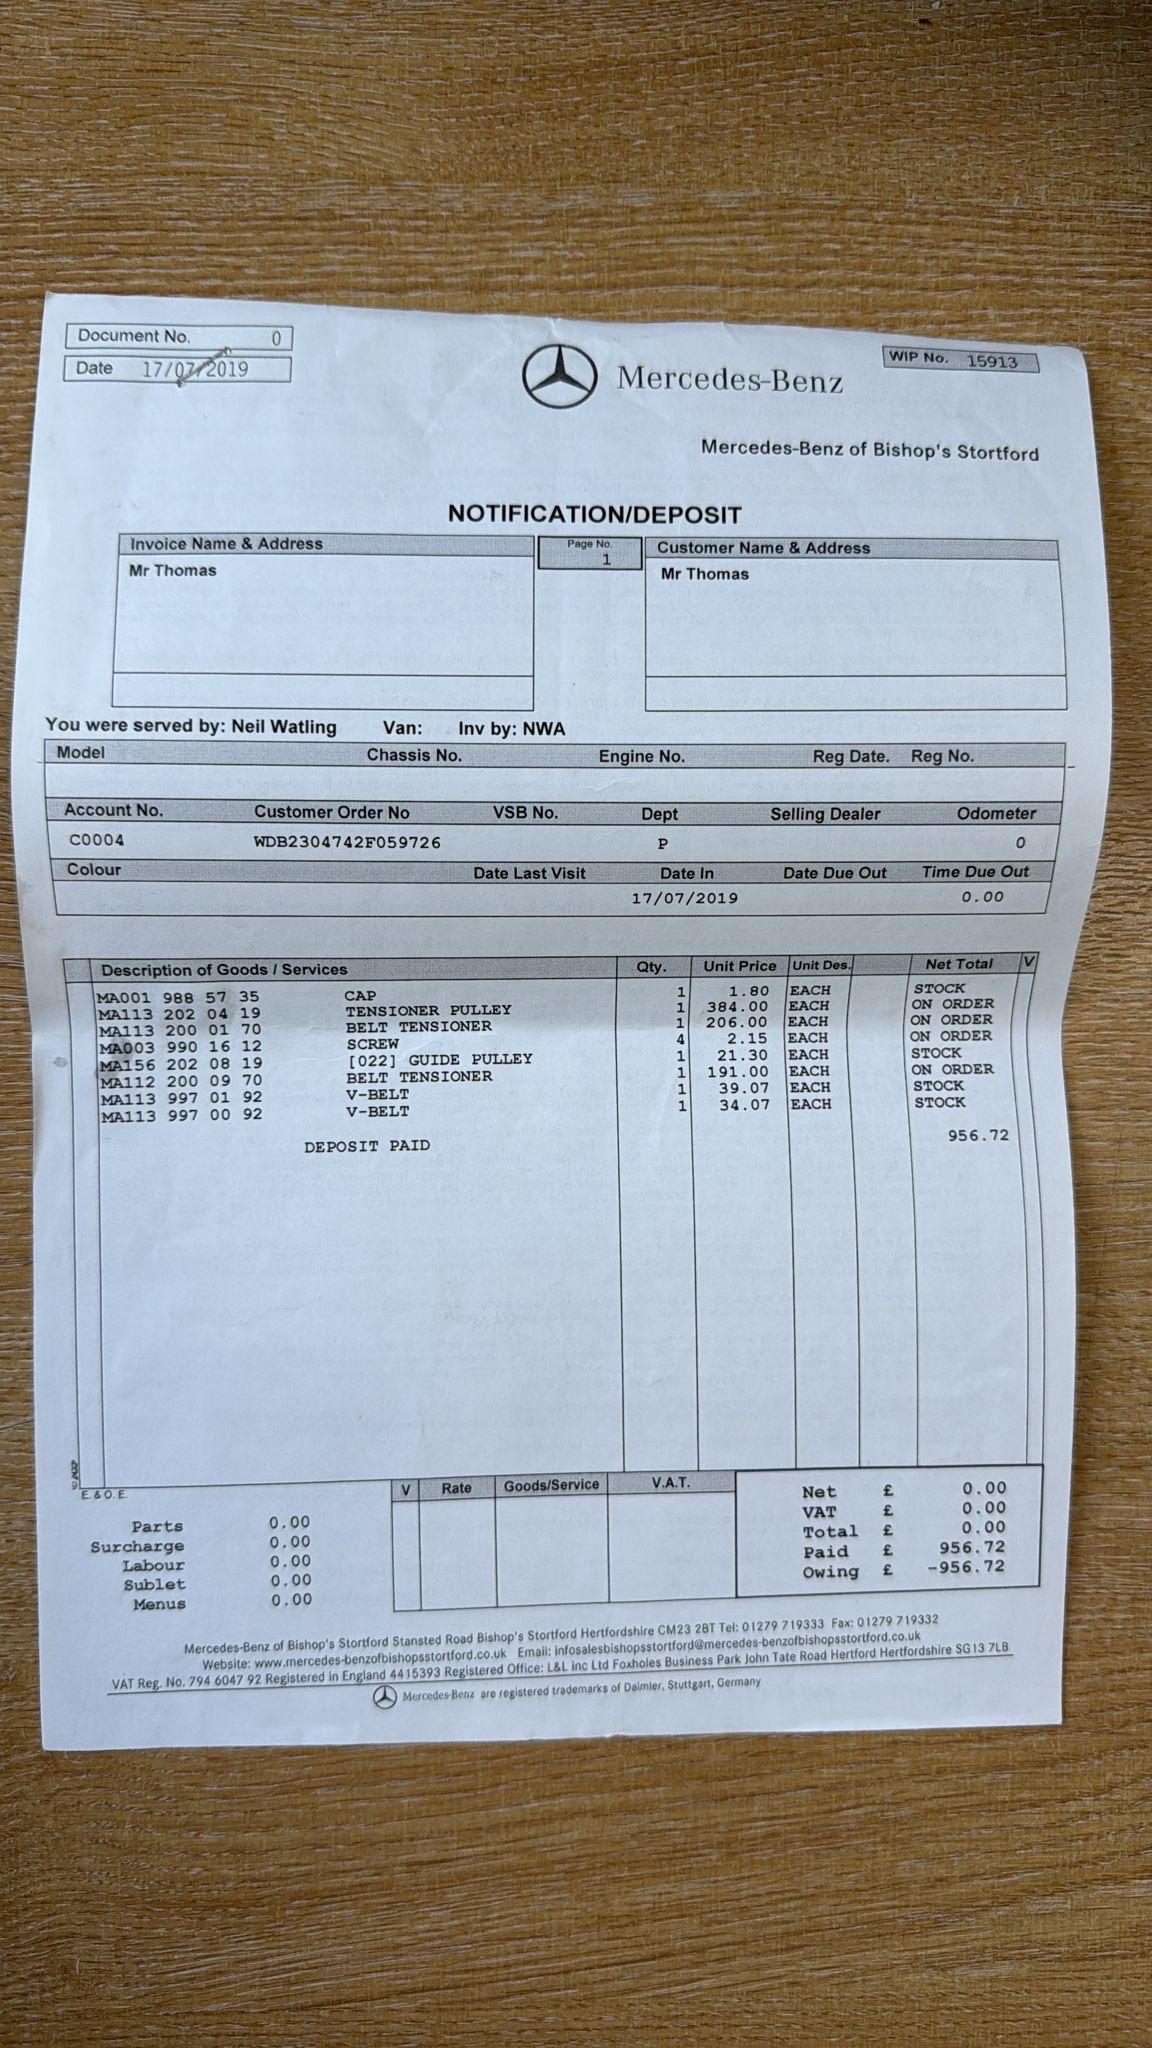 Document No. 0
Date 17/07/2019
Mercedes-Benz
WIP No. 15913
Mercedes-Benz of Bishop's Stortford
NOTIFICATION/DEPOSIT
Invoice Name & Address
Mr Thomas
Page No.
1
Customer Name & Address
Mr Thomas
You were served by: Neil Watling Van: Inv by: NWA
Model Chassis No. Engine No. Reg Date. Reg No.
Account No. Customer Order No VSB No. Dept Selling Dealer Odometer
C0004 WDB2304742F059726 P 0
Colour Date Last Visit Date In Date Due Out Time Due Out
17/07/2019 0.00
Description of Goods / Services Qty. Unit Price Unit Des. Net Total V
MA001 988 57 35 CAP 1 1.80 EACH STOCK
MA113 202 04 19 TENSIONER PULLEY 1 384.00 EACH ON ORDER
MA113 200 01 70 BELT TENSIONER 1 206.00 EACH ON ORDER
MA003 990 16 12 SCREW 4 2.15 EACH ON ORDER
MA156 202 08 19 [022] GUIDE PULLEY 1 21.30 EACH STOCK
MA112 200 09 70 BELT TENSIONER 1 191.00 EACH ON ORDER
MA113 997 01 92 V-BELT 1 39.07 EACH STOCK
MA113 997 00 92 V-BELT 1 34.07 EACH STOCK
DEPOSIT PAID 956.72
E. & O. E.
Parts 0.00
Surcharge 0.00
Labour 0.00
Sublet 0.00
Menus 0.00
V Rate Goods/Service V.A.T.
Net £ 0.00
VAT £ 0.00
Total £ 0.00
Paid £ 956.72
Owing £ -956.72
Mercedes-Benz of Bishop's Stortford Stansted Road Bishop's Stortford Hertfordshire CM23 2BT Tel: 01279 719333 Fax: 01279 719332
Website: www.mercedes-benzofbishopsstortford.co.uk Email: infosalesbishopsstortford@mercedes-benzofbishopsstortford.co.uk
VAT Reg. No. 794 6047 92 Registered in England 4415393 Registered Office: L&L inc Ltd Foxholes Business Park John Tate Road Hertford Hertfordshire SG13 7LB
Mercedes-Benz are registered trademarks of Daimler, Stuttgart, Germany